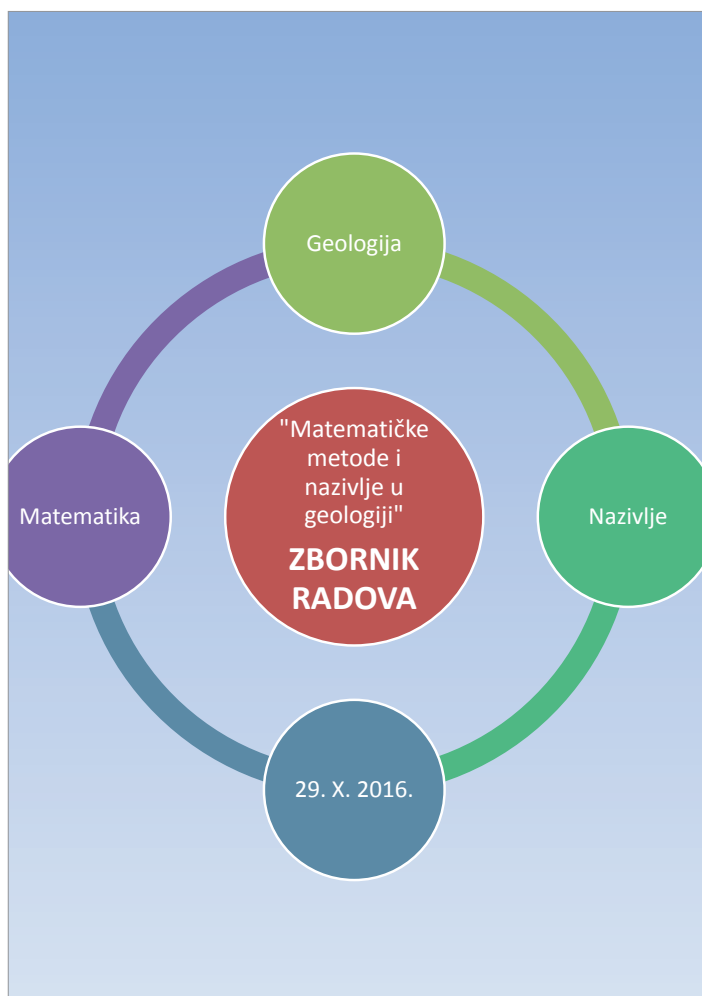 Geologija
"Matematičke
metode i
nazivlje u
geologiji"
ZBORNIK
RADOVA
Matematika
Nazivlje
29. X. 2016.